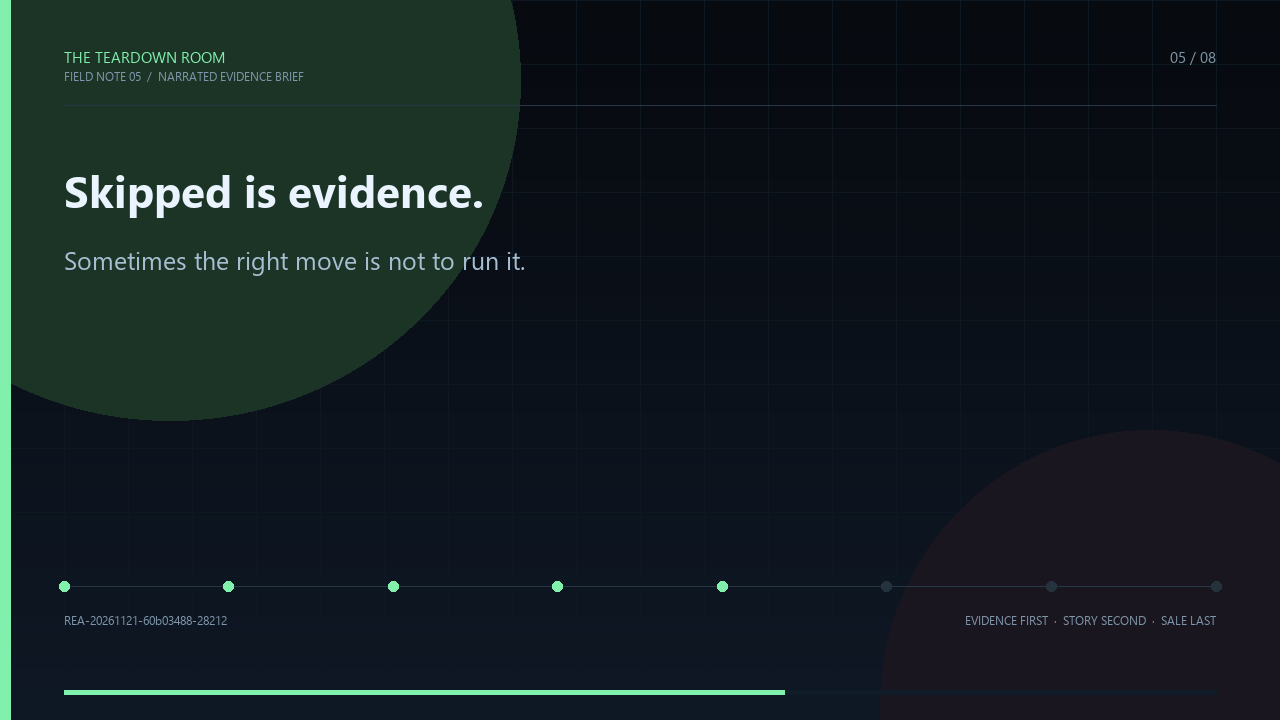 THE TEARDOWN ROOM
05 / 08
FIELD NOTE 05 / NARRATED EVIDENCE BRIEF
Skipped is evidence.
Sometimes the right move is not to run it.
REA-20261121-60b03488-28212
EVIDENCE FIRST · STORY SECOND · SALE LAST